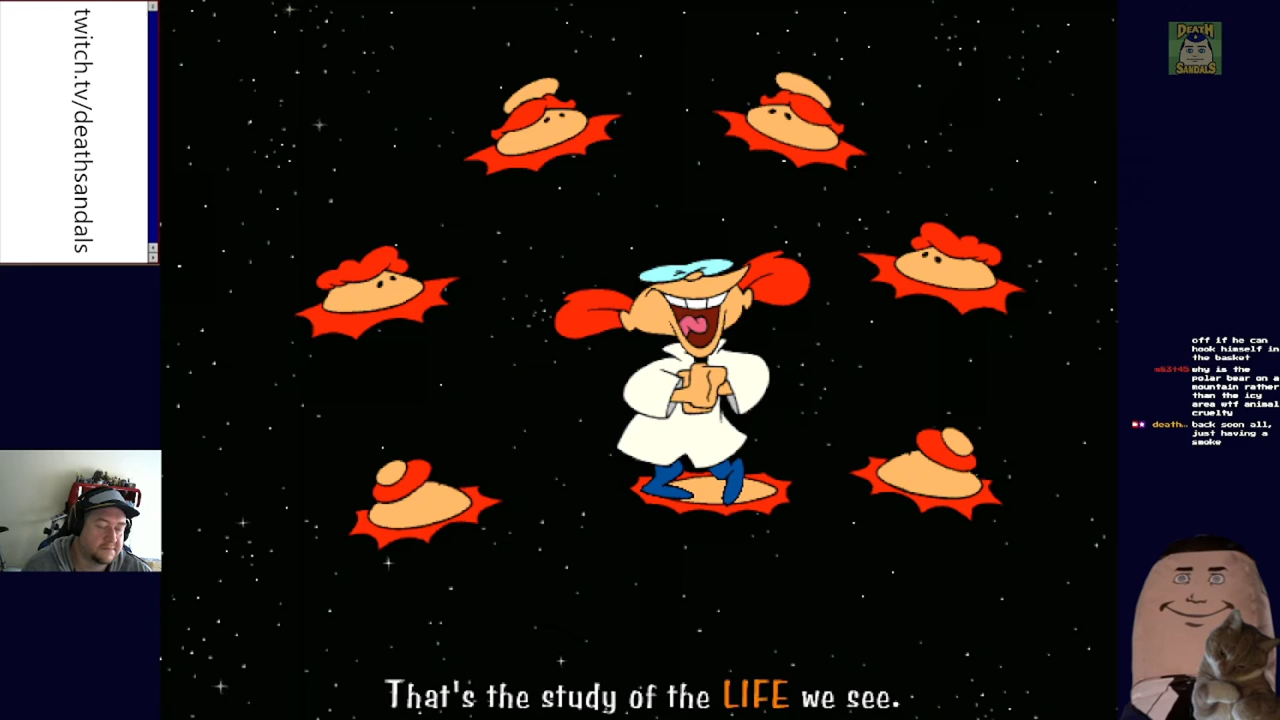 twitch.tv/deathsandals
DEATH
SANDALS
off if he can
hook himself in
the basket
why is the
polar bear on a
mountain rather
than the icy
area wtf animal
cruelty
death… back soon all,
just having a
smoke
That's the study of the LIFE we see.